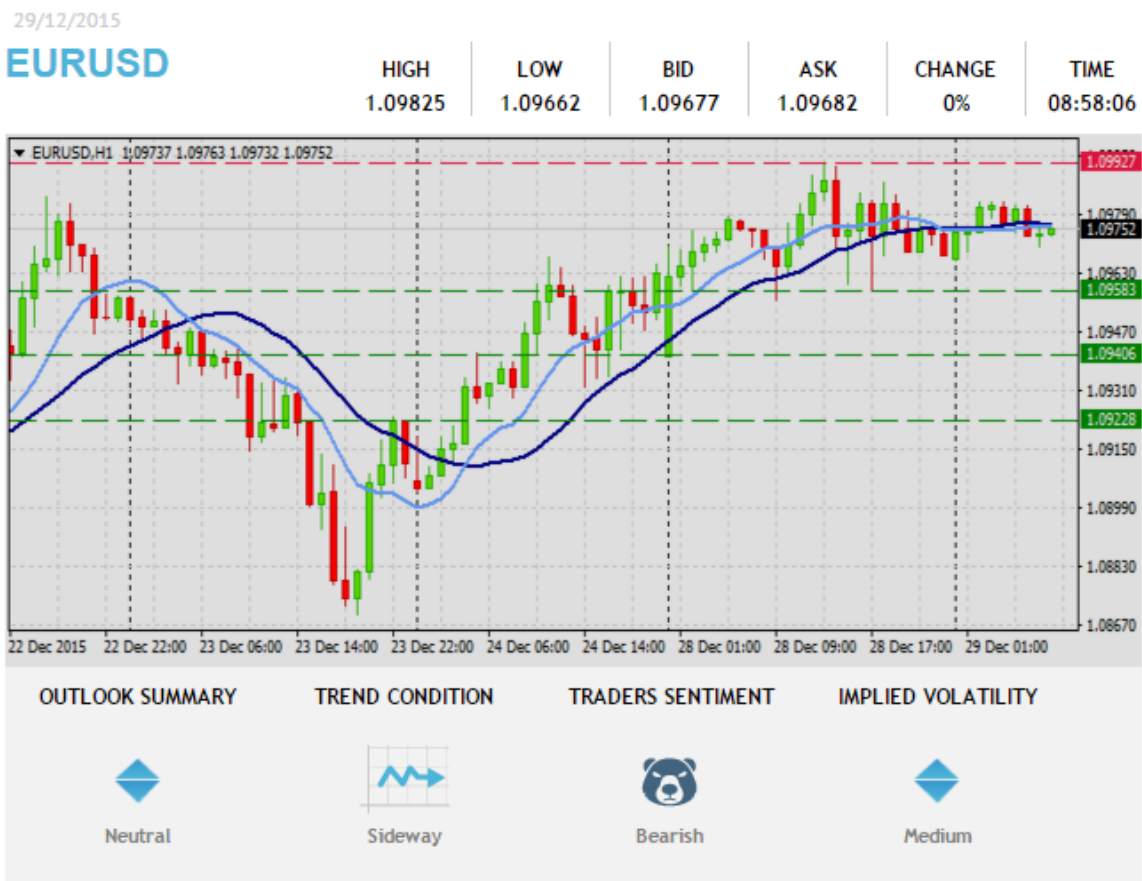 29/12/2015
EURUSD
HIGH LOW BID ASK CHANGE TIME
1.09825 1.09662 1.09677 1.09682 0% 08:58:06
EURUSD,H1 1.09737 1.09763 1.09732 1.09752
1.09927
1.09790
1.09752
1.09630
1.09583
1.09470
1.09406
1.09310
1.09228
1.09150
1.08990
1.08830
1.08670
22 Dec 2015 22 Dec 22:00 23 Dec 06:00 23 Dec 14:00 23 Dec 22:00 24 Dec 06:00 24 Dec 14:00 28 Dec 01:00 28 Dec 09:00 28 Dec 17:00 29 Dec 01:00
OUTLOOK SUMMARY TREND CONDITION TRADERS SENTIMENT IMPLIED VOLATILITY
Neutral Sideway Bearish Medium